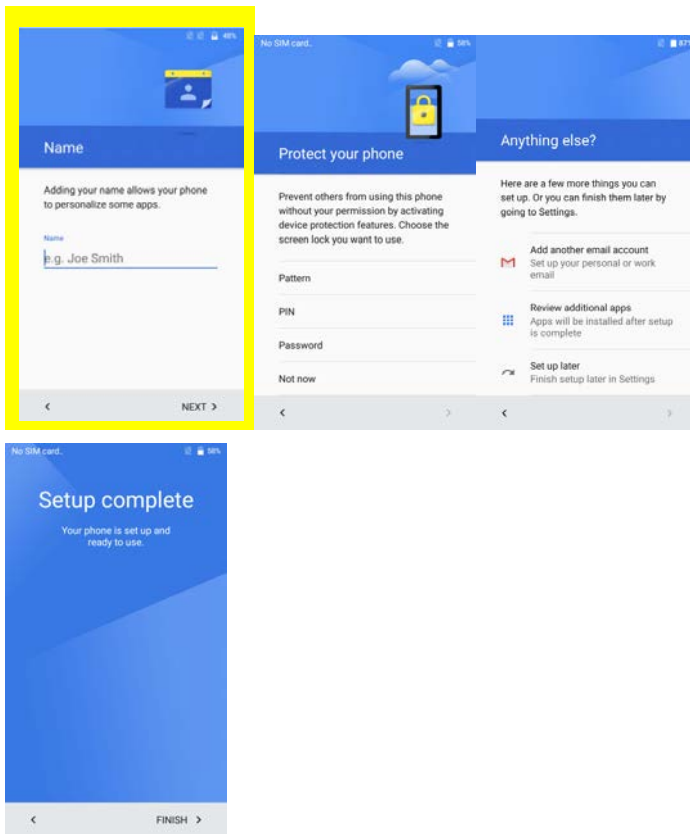 48%
Name
Adding your name allows your phone
to personalize some apps.
Name
e.g. Joe Smith
NEXT
No SIM card.
58%
Protect your phone
Prevent others from using this phone
without your permission by activating
device protection features. Choose the
screen lock you want to use.
Pattern
PIN
Password
Not now
87%
Anything else?
Here are a few more things you can
set up. Or you can finish them later by
going to Settings.
Add another email account
Set up your personal or work
email
Review additional apps
Apps will be installed after setup
is complete
Set up later
Finish setup later in Settings
No SIM card.
58%
Setup complete
Your phone is set up and
ready to use.
FINISH